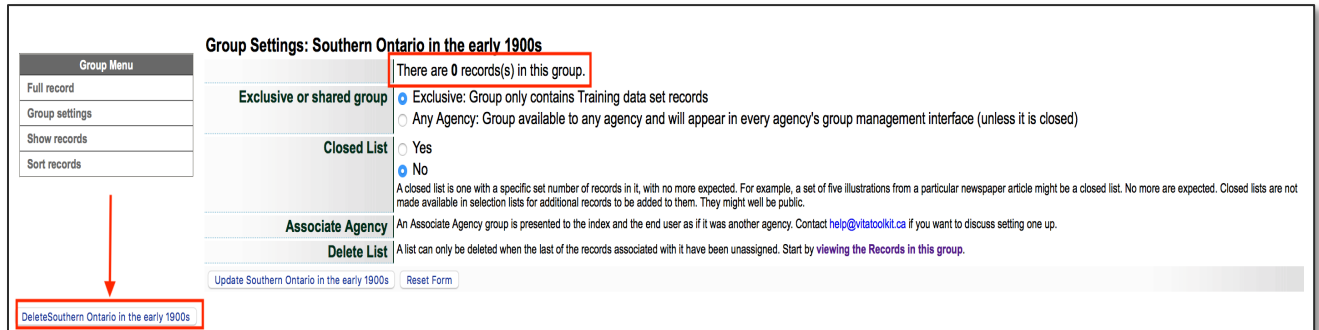 Group Settings: Southern Ontario in the early 1900s
Group Menu
Full record
Group settings
Show records
Sort records
There are 0 records(s) in this group.
Exclusive or shared group
Exclusive: Group only contains Training data set records
Any Agency: Group available to any agency and will appear in every agency's group management interface (unless it is closed)
Closed List
Yes
No
A closed list is one with a specific set number of records in it, with no more expected. For example, a set of five illustrations from a particular newspaper article might be a closed list. No more are expected. Closed lists are not
made available in selection lists for additional records to be added to them. They might well be public.
Associate Agency
An Associate Agency group is presented to the index and the end user as if it was another agency. Contact help@vitatoolkit.ca if you want to discuss setting one up.
Delete List
A list can only be deleted when the last of the records associated with it have been unassigned. Start by viewing the Records in this group.
Update Southern Ontario in the early 1900s
Reset Form
DeleteSouthern Ontario in the early 1900s